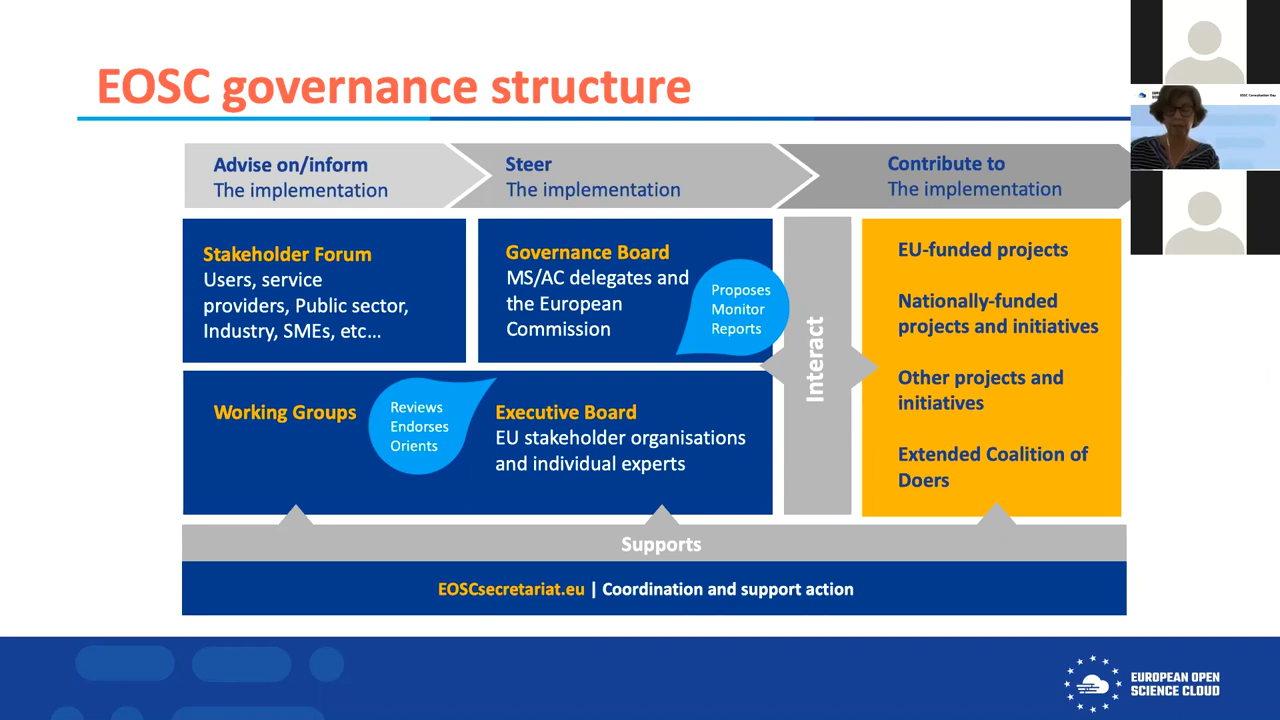 EOSC governance structure
Advise on/inform
The implementation
Steer
The implementation
Contribute to
The implementation
Stakeholder Forum
Users, service
providers, Public sector,
Industry, SMEs, etc...
Governance Board
MS/AC delegates and
the European
Commission
Proposes
Monitor
Reports
Working Groups
Reviews
Endorses
Orients
Executive Board
EU stakeholder organisations
and individual experts
Interact
EU-funded projects
Nationally-funded
projects and initiatives
Other projects and
initiatives
Extended Coalition of
Doers
Supports
EOSCsecretariat.eu | Coordination and support action
EUROPEAN OPEN
SCIENCE CLOUD